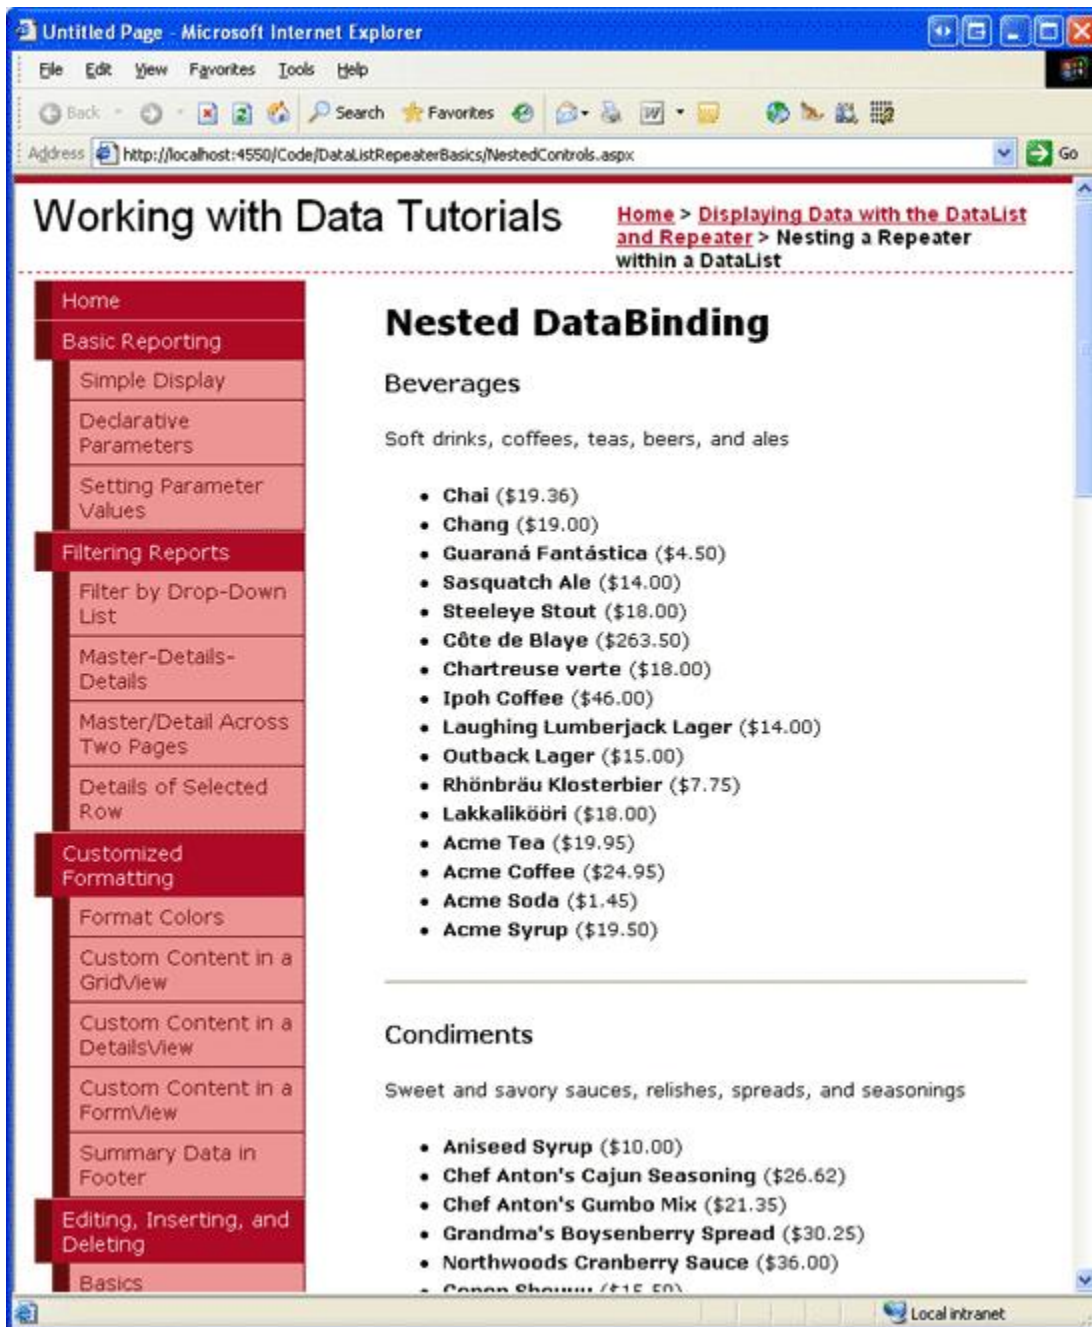 Untitled Page - Microsoft Internet Explorer
File Edit View Favorites Tools Help
Back Search Favorites
Address http://localhost:4550/Code/DataListRepeaterBasics/NestedControls.aspx Go
Working with Data Tutorials
Home > Displaying Data with the DataList
and Repeater > Nesting a Repeater
within a DataList
Home
Basic Reporting
Simple Display
Declarative
Parameters
Setting Parameter
Values
Filtering Reports
Filter by Drop-Down
List
Master-Details-
Details
Master/Detail Across
Two Pages
Details of Selected
Row
Customized
Formatting
Format Colors
Custom Content in a
GridView
Custom Content in a
DetailsView
Custom Content in a
FormView
Summary Data in
Footer
Editing, Inserting, and
Deleting
Basics
Nested DataBinding
Beverages
Soft drinks, coffees, teas, beers, and ales
• Chai ($19.36)
• Chang ($19.00)
• Guaraná Fantástica ($4.50)
• Sasquatch Ale ($14.00)
• Steeleye Stout ($18.00)
• Côte de Blaye ($263.50)
• Chartreuse verte ($18.00)
• Ipoh Coffee ($46.00)
• Laughing Lumberjack Lager ($14.00)
• Outback Lager ($15.00)
• Rhönbräu Klosterbier ($7.75)
• Lakkalikööri ($18.00)
• Acme Tea ($19.95)
• Acme Coffee ($24.95)
• Acme Soda ($1.45)
• Acme Syrup ($19.50)
Condiments
Sweet and savory sauces, relishes, spreads, and seasonings
• Aniseed Syrup ($10.00)
• Chef Anton's Cajun Seasoning ($26.62)
• Chef Anton's Gumbo Mix ($21.35)
• Grandma's Boysenberry Spread ($30.25)
• Northwoods Cranberry Sauce ($36.00)
Local intranet